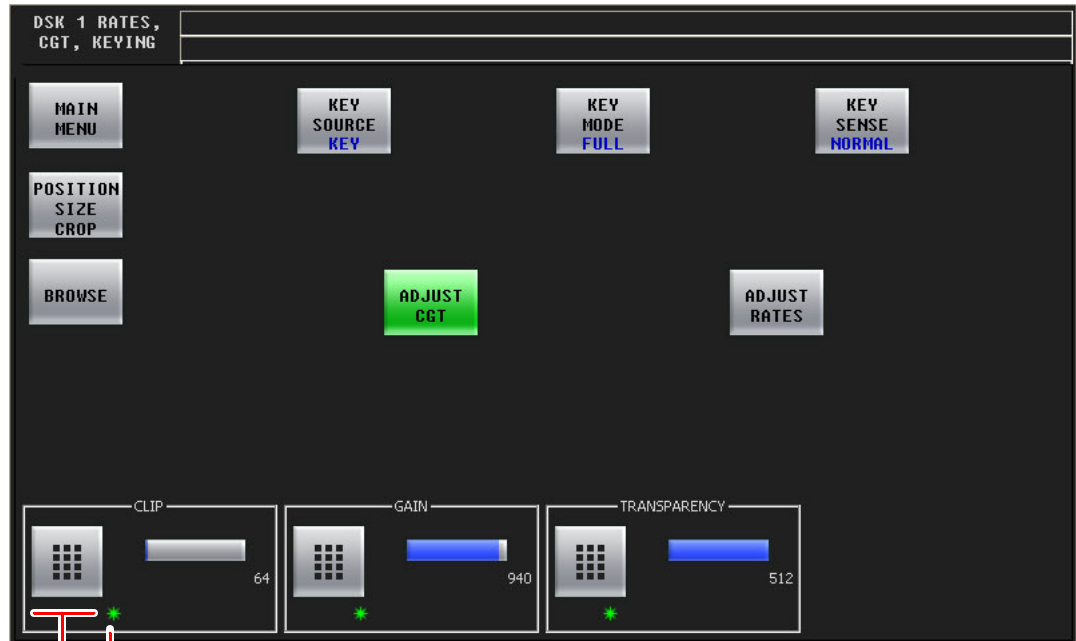 DSK 1 RATES,
CGT, KEYING
MAIN
MENU
KEY
SOURCE
KEY
KEY
MODE
FULL
KEY
SENSE
NORMAL
POSITION
SIZE
CROP
BROWSE
ADJUST
CGT
ADJUST
RATES
CLIP
64
GAIN
940
TRANSPARENCY
512